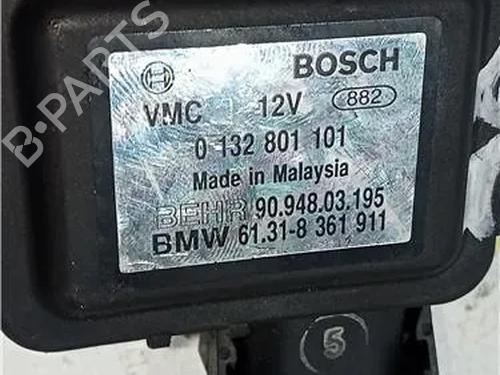 B-PARTS
BOSCH
VMC 12V 882
0 132 801 101
Made in Malaysia
BEHR 90.948.03.195
BMW 61.31-8 361 911
5